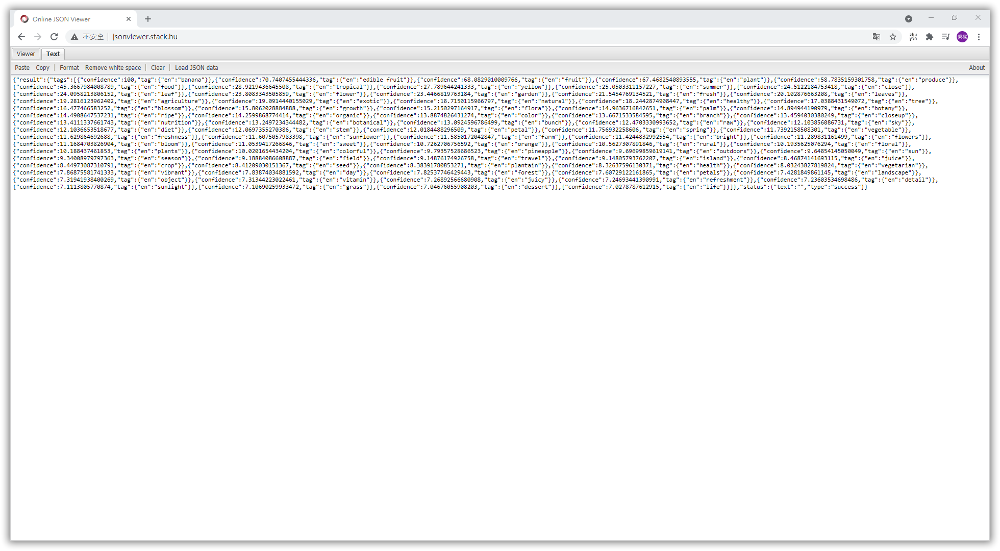 Online JSON Viewer
不安全 jsonviewer.stack.hu
zhu yin
秉樑
Viewer Text
Paste Copy Format Remove white space Clear Load JSON data About
{"result":{"tags":[{"confidence":100,"tag":{"en":"banana"}},{"confidence":70.7407455444336,"tag":{"en":"edible fruit"}},{"confidence":68.0829010009766,"tag":{"en":"fruit"}},{"confidence":67.4682540893555,"tag":{"en":"plant"}},{"confidence":58.7835159301758,"tag":{"en":"produce"}},
{"confidence":45.3667984008789,"tag":{"en":"food"}},{"confidence":28.9219436645508,"tag":{"en":"tropical"}},{"confidence":27.789644241333,"tag":{"en":"yellow"}},{"confidence":25.0503311157227,"tag":{"en":"summer"}},{"confidence":24.5122184753418,"tag":{"en":"close"}},
{"confidence":24.0958213806152,"tag":{"en":"leaf"}},{"confidence":23.8083343505859,"tag":{"en":"flower"}},{"confidence":23.4466819763184,"tag":{"en":"garden"}},{"confidence":21.5454769134521,"tag":{"en":"fresh"}},{"confidence":20.102876663208,"tag":{"en":"leaves"}},
{"confidence":19.2816123962402,"tag":{"en":"agriculture"}},{"confidence":19.0914440155029,"tag":{"en":"exotic"}},{"confidence":18.7150115966797,"tag":{"en":"natural"}},{"confidence":18.2442874908447,"tag":{"en":"healthy"}},{"confidence":17.0388431549072,"tag":{"en":"tree"}},
{"confidence":16.477466583252,"tag":{"en":"blossom"}},{"confidence":15.8062028884888,"tag":{"en":"growth"}},{"confidence":15.2150297164917,"tag":{"en":"flora"}},{"confidence":14.9636716842651,"tag":{"en":"palm"}},{"confidence":14.894944190979,"tag":{"en":"botany"}},
{"confidence":14.4908647537231,"tag":{"en":"ripe"}},{"confidence":14.2599868774414,"tag":{"en":"organic"}},{"confidence":13.8874826431274,"tag":{"en":"color"}},{"confidence":13.6671533584595,"tag":{"en":"branch"}},{"confidence":13.4594030380249,"tag":{"en":"closeup"}},
{"confidence":13.4111337661743,"tag":{"en":"nutrition"}},{"confidence":13.2497234344482,"tag":{"en":"botanical"}},{"confidence":13.0924596786499,"tag":{"en":"bunch"}},{"confidence":12.4703330993652,"tag":{"en":"raw"}},{"confidence":12.103856086731,"tag":{"en":"sky"}},
{"confidence":12.1036653518677,"tag":{"en":"diet"}},{"confidence":12.0697355270386,"tag":{"en":"stem"}},{"confidence":12.0184488296509,"tag":{"en":"petal"}},{"confidence":11.756932258606,"tag":{"en":"spring"}},{"confidence":11.7392158508301,"tag":{"en":"vegetable"}},
{"confidence":11.629864692688,"tag":{"en":"freshness"}},{"confidence":11.6075057983398,"tag":{"en":"sunflower"}},{"confidence":11.5850172042847,"tag":{"en":"farm"}},{"confidence":11.4244832992554,"tag":{"en":"bright"}},{"confidence":11.289831161499,"tag":{"en":"flowers"}},
{"confidence":11.1684703826904,"tag":{"en":"bloom"}},{"confidence":11.0539417266846,"tag":{"en":"sweet"}},{"confidence":10.7262706756592,"tag":{"en":"orange"}},{"confidence":10.5627307891846,"tag":{"en":"rural"}},{"confidence":10.1935625076294,"tag":{"en":"floral"}},
{"confidence":10.188437461853,"tag":{"en":"plants"}},{"confidence":10.0201654434204,"tag":{"en":"colorful"}},{"confidence":9.79357528686523,"tag":{"en":"pineapple"}},{"confidence":9.69699859619141,"tag":{"en":"outdoors"}},{"confidence":9.64854145050049,"tag":{"en":"sun"}},
{"confidence":9.34008979797363,"tag":{"en":"season"}},{"confidence":9.18884086608887,"tag":{"en":"field"}},{"confidence":9.14876174926758,"tag":{"en":"travel"}},{"confidence":9.14805793762207,"tag":{"en":"island"}},{"confidence":8.46874141693115,"tag":{"en":"juice"}},
{"confidence":8.44973087310791,"tag":{"en":"crop"}},{"confidence":8.41209030151367,"tag":{"en":"seed"}},{"confidence":8.38391780853271,"tag":{"en":"plantain"}},{"confidence":8.32637596130371,"tag":{"en":"health"}},{"confidence":8.03243827819824,"tag":{"en":"vegetarian"}},
{"confidence":7.86875581741333,"tag":{"en":"vibrant"}},{"confidence":7.83874034881592,"tag":{"en":"day"}},{"confidence":7.82537746429443,"tag":{"en":"forest"}},{"confidence":7.60729122161865,"tag":{"en":"petals"}},{"confidence":7.4281849861145,"tag":{"en":"landscape"}},
{"confidence":7.31941938400269,"tag":{"en":"object"}},{"confidence":7.31344223022461,"tag":{"en":"vitamin"}},{"confidence":7.26892566680908,"tag":{"en":"juicy"}},{"confidence":7.24693441390991,"tag":{"en":"refreshment"}},{"confidence":7.23603534698486,"tag":{"en":"detail"}},
{"confidence":7.1113805770874,"tag":{"en":"sunlight"}},{"confidence":7.10690259933472,"tag":{"en":"grass"}},{"confidence":7.04676055908203,"tag":{"en":"dessert"}},{"confidence":7.0278787612915,"tag":{"en":"life"}}]},"status":{"text":"","type":"success"}}